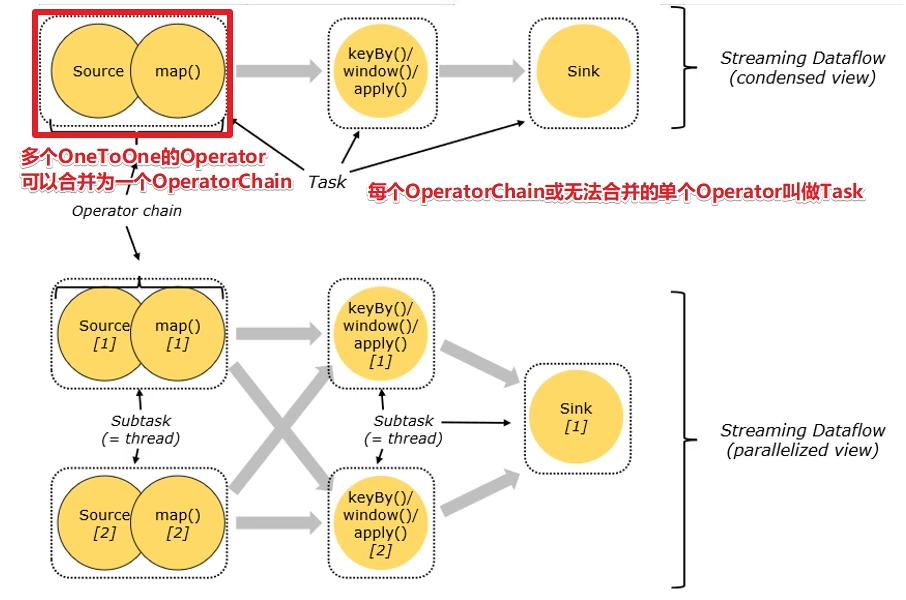 Source
map()
keyBy()/
window()/
apply()
Sink
Streaming Dataflow
(condensed view)
多个OneToOne的Operator
可以合并为一个OperatorChain
Task
每个OperatorChain或无法合并的单个Operator叫做Task
Operator chain
Source
[1]
map()
[1]
keyBy()/
window()/
apply()
[1]
Subtask
(= thread)
Subtask
(= thread)
Sink
[1]
Streaming Dataflow
(parallelized view)
Source
[2]
map()
[2]
keyBy()/
window()/
apply()
[2]